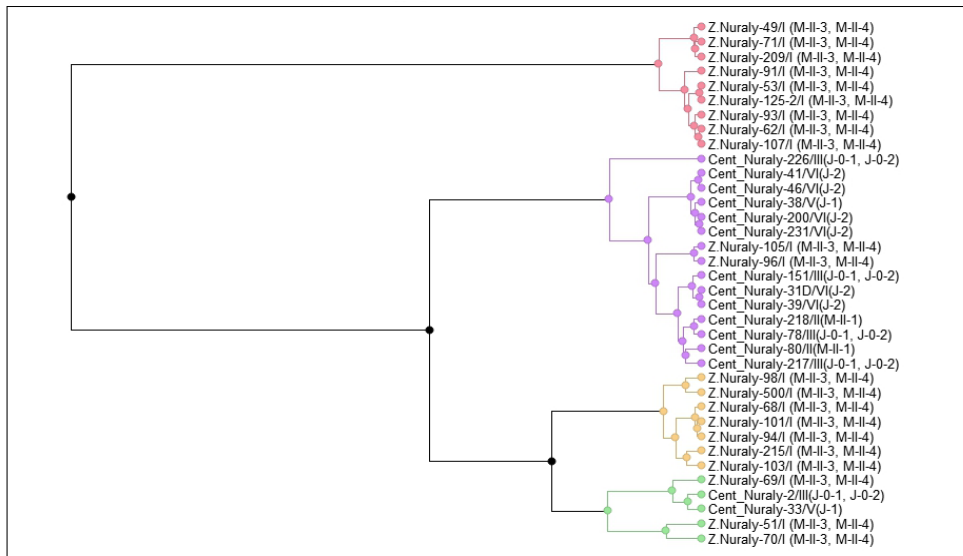 Z.Nuraly-49/I (M-II-3, M-II-4)
Z.Nuraly-71/I (M-II-3, M-II-4)
Z.Nuraly-209/I (M-II-3, M-II-4)
Z.Nuraly-91/I (M-II-3, M-II-4)
Z.Nuraly-53/I (M-II-3, M-II-4)
Z.Nuraly-125-2/I (M-II-3, M-II-4)
Z.Nuraly-93/I (M-II-3, M-II-4)
Z.Nuraly-62/I (M-II-3, M-II-4)
Z.Nuraly-107/I (M-II-3, M-II-4)
Cent_Nuraly-226/III(J-0-1, J-0-2)
Cent_Nuraly-41/VI(J-2)
Cent_Nuraly-46/VI(J-2)
Cent_Nuraly-38/V(J-1)
Cent_Nuraly-200/VI(J-2)
Cent_Nuraly-231/VI(J-2)
Z.Nuraly-105/I (M-II-3, M-II-4)
Z.Nuraly-96/I (M-II-3, M-II-4)
Cent_Nuraly-151/III(J-0-1, J-0-2)
Cent_Nuraly-31D/VI(J-2)
Cent_Nuraly-39/VI(J-2)
Cent_Nuraly-218/II(M-II-1)
Cent_Nuraly-78/III(J-0-1, J-0-2)
Cent_Nuraly-80/II(M-II-1)
Cent_Nuraly-217/III(J-0-1, J-0-2)
Z.Nuraly-98/I (M-II-3, M-II-4)
Z.Nuraly-500/I (M-II-3, M-II-4)
Z.Nuraly-68/I (M-II-3, M-II-4)
Z.Nuraly-101/I (M-II-3, M-II-4)
Z.Nuraly-94/I (M-II-3, M-II-4)
Z.Nuraly-215/I (M-II-3, M-II-4)
Z.Nuraly-103/I (M-II-3, M-II-4)
Z.Nuraly-69/I (M-II-3, M-II-4)
Cent_Nuraly-2/III(J-0-1, J-0-2)
Cent_Nuraly-33/V(J-1)
Z.Nuraly-51/I (M-II-3, M-II-4)
Z.Nuraly-70/I (M-II-3, M-II-4)